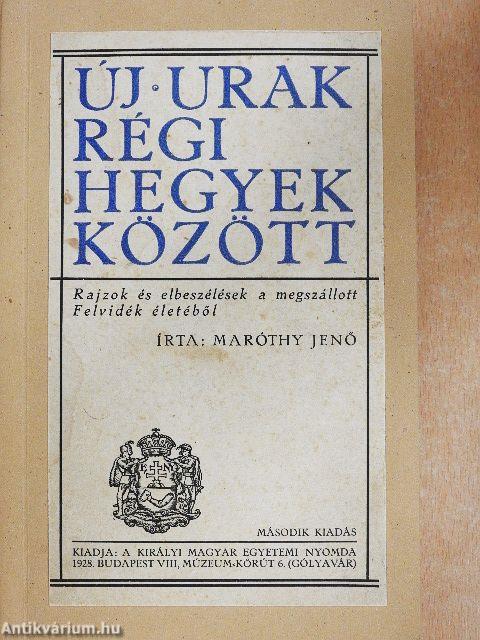 ÚJ · URAK
RÉGI
HEGYEK
KÖZÖTT
Rajzok és elbeszélések a megszállott
Felvidék életéből
ÍRTA: MARÓTHY JENŐ
MÁSODIK KIADÁS
KIADJA: A KIRÁLYI MAGYAR EGYETEMI NYOMDA
1928. BUDAPEST VIII, MÚZEUM-KÖRÚT 6. (GÓLYAVÁR)
Antikvárium.hu